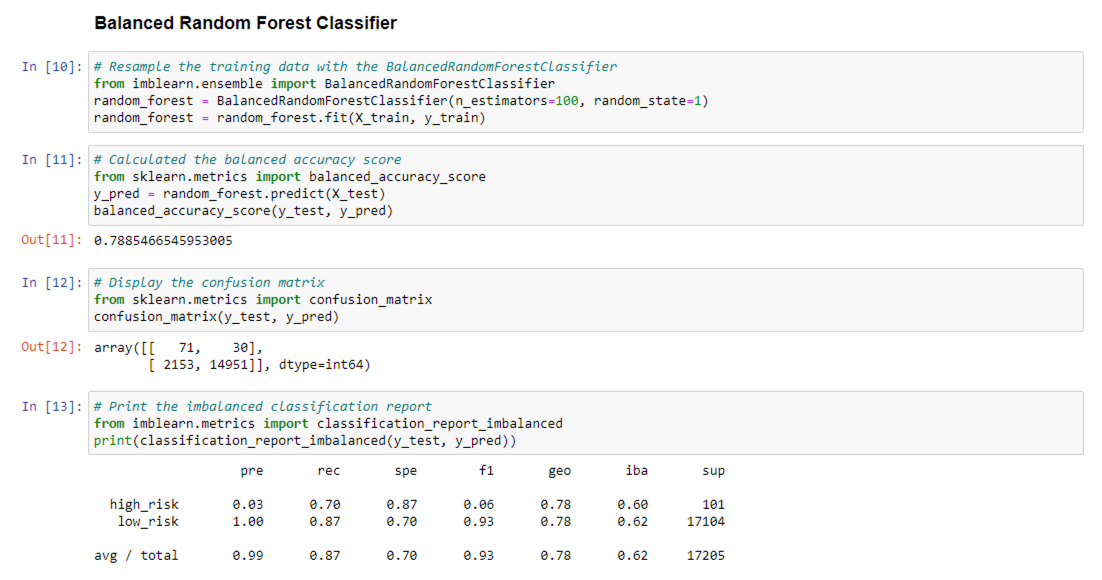 Balanced Random Forest Classifier
In [10]: # Resample the training data with the BalancedRandomForestClassifier
from imblearn.ensemble import BalancedRandomForestClassifier
random_forest = BalancedRandomForestClassifier(n_estimators=100, random_state=1)
random_forest = random_forest.fit(X_train, y_train)
In [11]: # Calculated the balanced accuracy score
from sklearn.metrics import balanced_accuracy_score
y_pred = random_forest.predict(X_test)
balanced_accuracy_score(y_test, y_pred)
Out[11]: 0.7885466545953005
In [12]: # Display the confusion matrix
from sklearn.metrics import confusion_matrix
confusion_matrix(y_test, y_pred)
Out[12]: array([[   71,    30],
       [ 2153, 14951]], dtype=int64)
In [13]: # Print the imbalanced classification report
from imblearn.metrics import classification_report_imbalanced
print(classification_report_imbalanced(y_test, y_pred))
pre rec spe f1 geo iba sup
high_risk 0.03 0.70 0.87 0.06 0.78 0.60 101
low_risk 1.00 0.87 0.70 0.93 0.78 0.62 17104
avg / total 0.99 0.87 0.70 0.93 0.78 0.62 17205